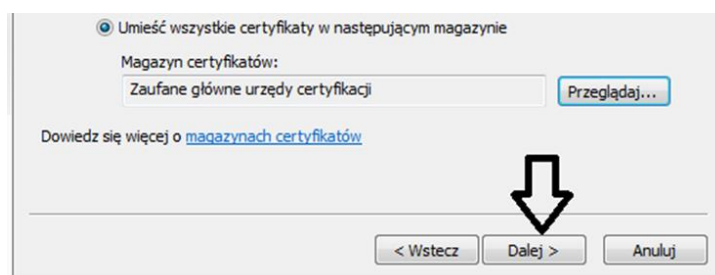 Umieść wszystkie certyfikaty w następującym magazynie
Magazyn certyfikatów:
Zaufane główne urzędy certyfikacji
Przeglądaj...
Dowiedz się więcej o magazynach certyfikatów
< Wstecz
Dalej >
Anuluj